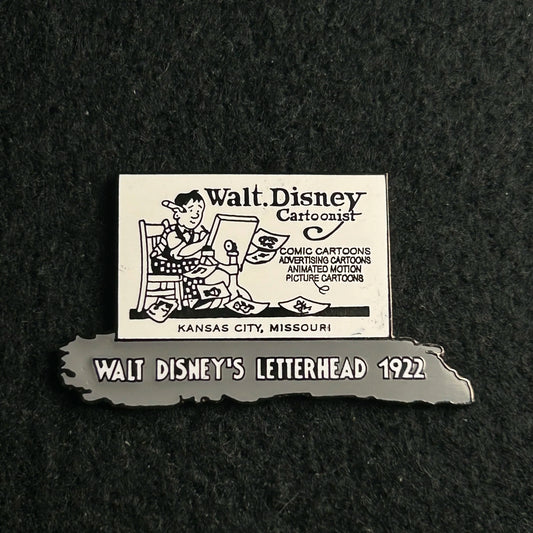 Walt. Disney
Cartoonist
COMIC CARTOONS
ADVERTISING CARTOONS
ANIMATED MOTION
PICTURE CARTOONS
KANSAS CITY, MISSOURI
WALT DISNEY'S LETTERHEAD 1922